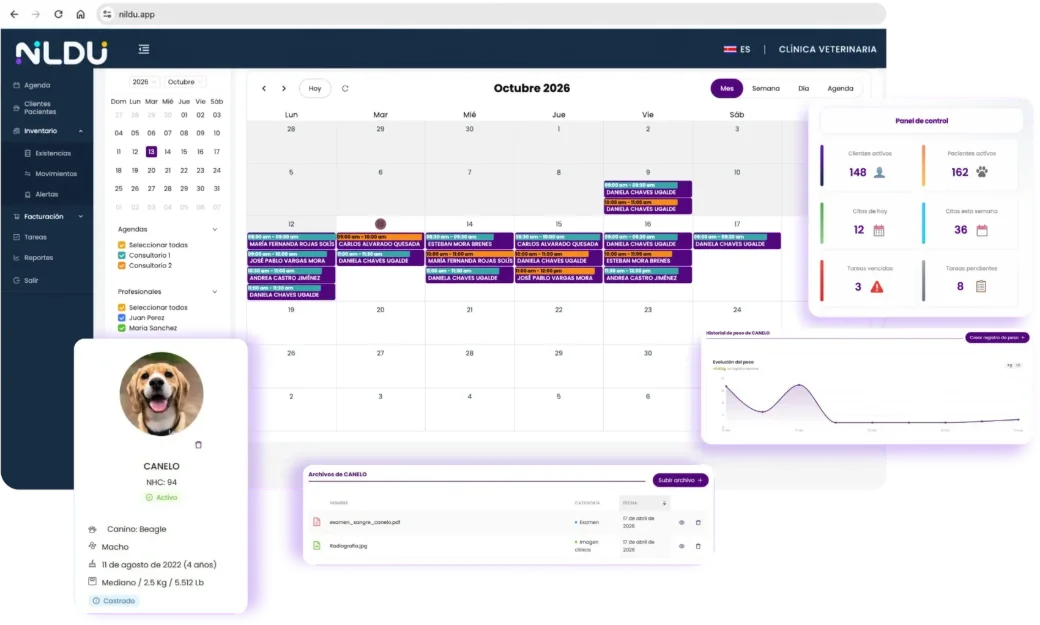 nildu.app
NiLDU
ES | CLÍNICA VETERINARIA
Agenda
Clientes
Pacientes
Inventario
Existencias
Movimientos
Alertas
Facturación
Tareas
Reportes
Salir
2026 Octubre
Dom Lun Mar Mié Jue Vie Sáb
27 28 29 30 01 02 03
04 05 06 07 08 09 10
11 12 13 14 15 16 17
18 19 20 21 22 23 24
25 26 27 28 29 30 31
01 02 03 04 05 06 07
Agendas
Seleccionar todas
Consultorio 1
Consultorio 2
Profesionales
Seleccionar todos
Juan Perez
Maria Sanchez
Hoy
Octubre 2026
Mes Semana Día Agenda
Lun Mar Mié Jue Vie Sáb
28 29 30 1 2 3
5 6 7 8 9 10
09:00 am - 09:30 am
DANIELA CHAVES UGALDE
10:00 am - 11:00 am
DANIELA CHAVES UGALDE
12 14 15 16 17
MARÍA FERNANDA ROJAS SOLÍS
JOSÉ PABLO VARGAS MORA
ANDREA CASTRO JIMÉNEZ
DANIELA CHAVES UGALDE
CARLOS ALVARADO QUESADA
DANIELA CHAVES UGALDE
ESTEBAN MORA BRENES
MARÍA FERNANDA ROJAS SOLÍS
DANIELA CHAVES UGALDE
CARLOS ALVARADO QUESADA
DANIELA CHAVES UGALDE
JOSÉ PABLO VARGAS MORA
DANIELA CHAVES UGALDE
ESTEBAN MORA BRENES
ANDREA CASTRO JIMÉNEZ
DANIELA CHAVES UGALDE
19 20 21 22 23 24
26 27 28 29 30
2 3 4 5 6
Panel de control
Clientes activos
148
Pacientes activos
162
Citas de hoy
12
Citas esta semana
36
Tareas vencidas
3
Tareas pendientes
8
Historial de peso de CANELO
Crear registro de peso +
Evolución del peso
CANELO
NHC: 94
Activo
Canino: Beagle
Macho
11 de agosto de 2022 (4 años)
Mediano / 2.5 Kg / 5.512 Lb
Castrado
Archivos de CANELO
Subir archivo +
NOMBRE CATEGORÍA FECHA
examen_sangre_canelo.pdf
Examen
17 de abril de
2026
Radiografia.jpg
Imagen
clínicas
17 de abril de
2026